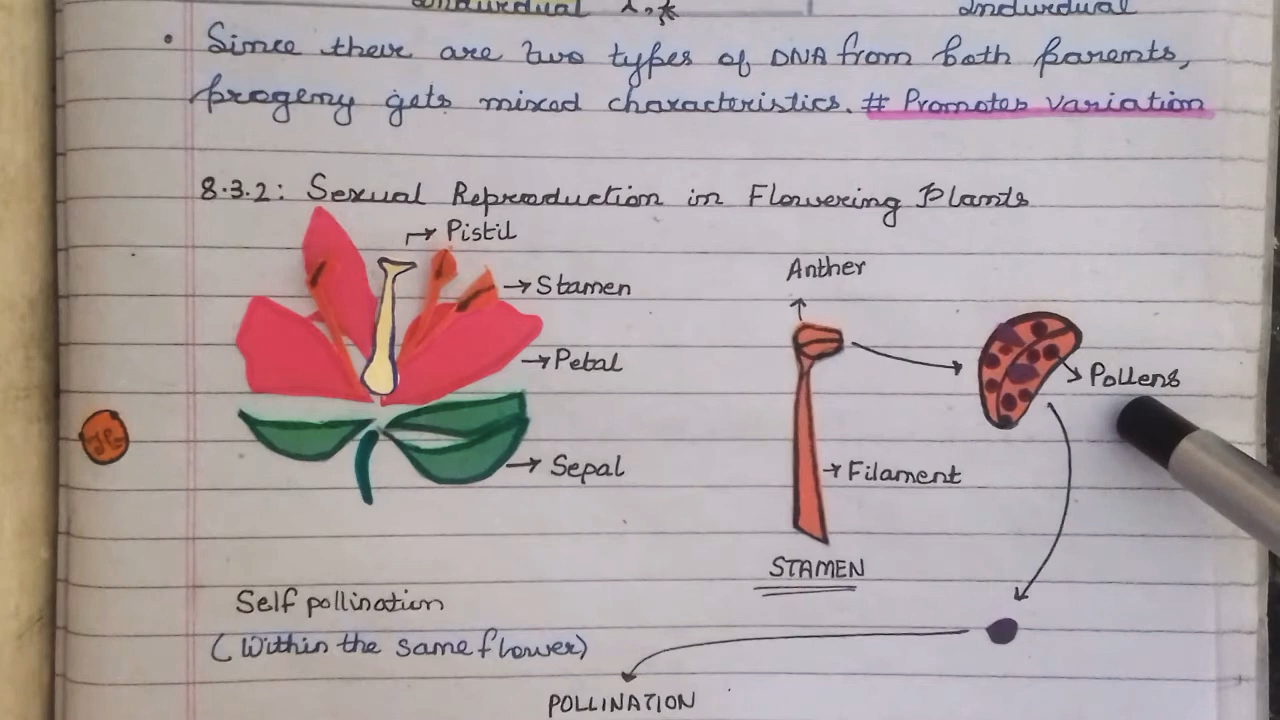 Individual
Individual
• Since there are two types of DNA from both parents,
progeny gets mixed characteristics. # Promotes variation
8.3.2: Sexual Reproduction in Flowering Plants
Pistil
Stamen
Petal
Sepal
Anther
Pollens
Filament
STAMEN
Self pollination
(Within the same flower)
POLLINATION